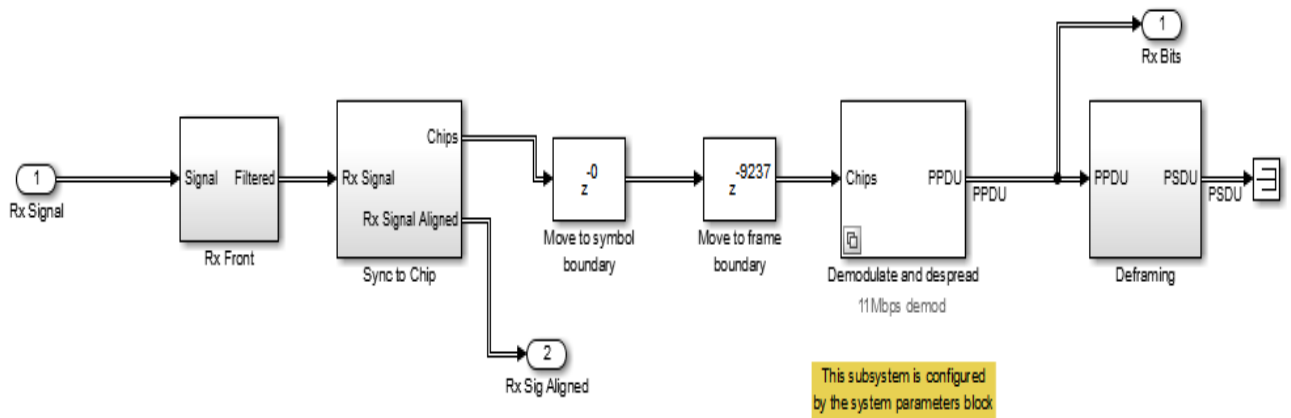 1
Rx Signal
Signal Filtered
Rx Front
Chips
Rx Signal
Rx Signal Aligned
Sync to Chip
2
Rx Sig Aligned
z -0
Move to symbol
boundary
z -9237
Move to frame
boundary
Chips PPDU
Demodulate and despread
11Mbps demod
PPDU
1
Rx Bits
PPDU PSDU
Deframing
PSDU
This subsystem is configured
by the system parameters block